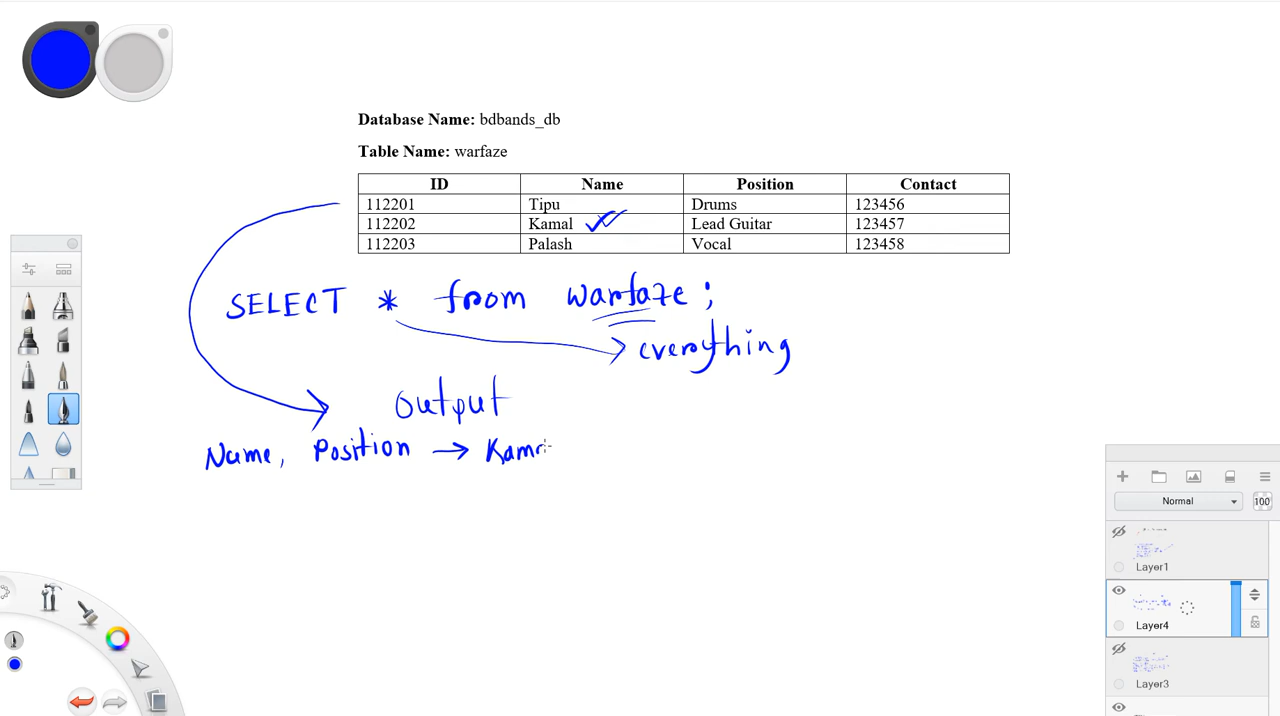 Database Name: bdbands_db
Table Name: warfaze
ID Name Position Contact
112201 Tipu Drums 123456
112202 Kamal Lead Guitar 123457
112203 Palash Vocal 123458
SELECT * from warfaze ;
everything
Output
Name, Position → Kama
Normal 100
Layer1
Layer4
Layer3